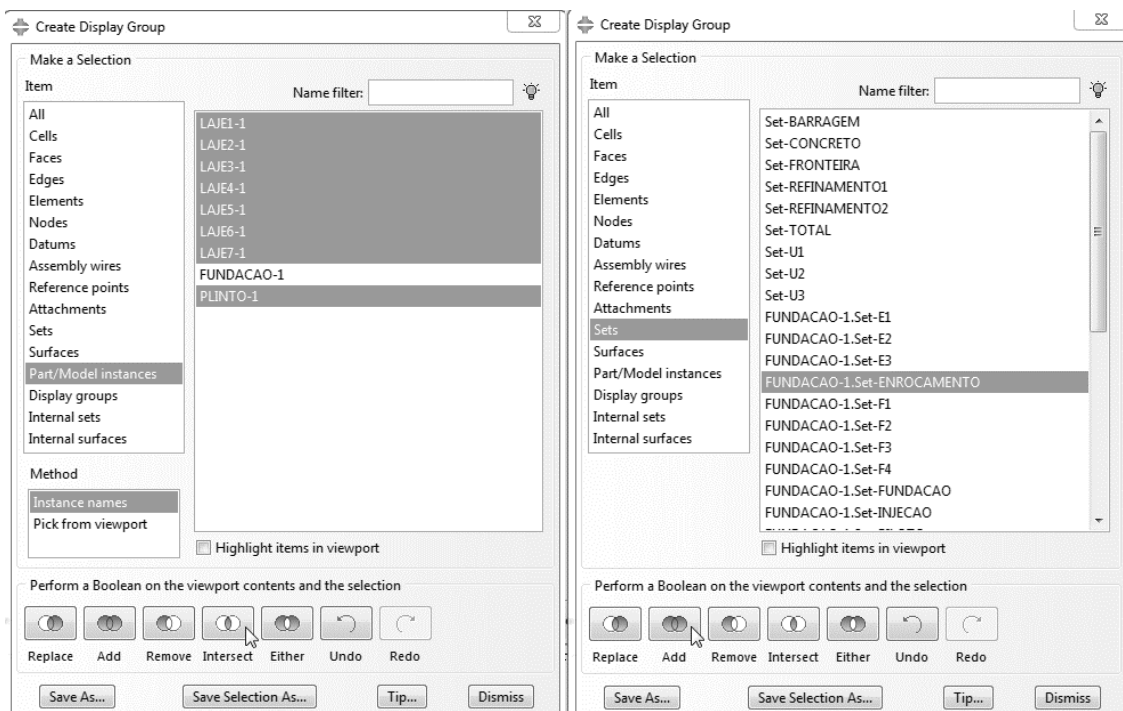 Create Display Group
Make a Selection
Item
Name filter:
All
Cells
Faces
Edges
Elements
Nodes
Datums
Assembly wires
Reference points
Attachments
Sets
Surfaces
Part/Model instances
Display groups
Internal sets
Internal surfaces
Method
Instance names
Pick from viewport
LAJE1-1
LAJE2-1
LAJE3-1
LAJE4-1
LAJE5-1
LAJE6-1
LAJE7-1
FUNDACAO-1
PLINTO-1
Highlight items in viewport
Perform a Boolean on the viewport contents and the selection
Replace Add Remove Intersect Either Undo Redo
Save As... Save Selection As... Tip... Dismiss
Create Display Group
Make a Selection
Item
Name filter:
All
Cells
Faces
Edges
Elements
Nodes
Datums
Assembly wires
Reference points
Attachments
Sets
Surfaces
Part/Model instances
Display groups
Internal sets
Internal surfaces
Set-BARRAGEM
Set-CONCRETO
Set-FRONTEIRA
Set-REFINAMENTO1
Set-REFINAMENTO2
Set-TOTAL
Set-U1
Set-U2
Set-U3
FUNDACAO-1.Set-E1
FUNDACAO-1.Set-E2
FUNDACAO-1.Set-E3
FUNDACAO-1.Set-ENROCAMENTO
FUNDACAO-1.Set-F1
FUNDACAO-1.Set-F2
FUNDACAO-1.Set-F3
FUNDACAO-1.Set-F4
FUNDACAO-1.Set-FUNDACAO
FUNDACAO-1.Set-INJECAO
Highlight items in viewport
Perform a Boolean on the viewport contents and the selection
Replace Add Remove Intersect Either Undo Redo
Save As... Save Selection As... Tip... Dismiss